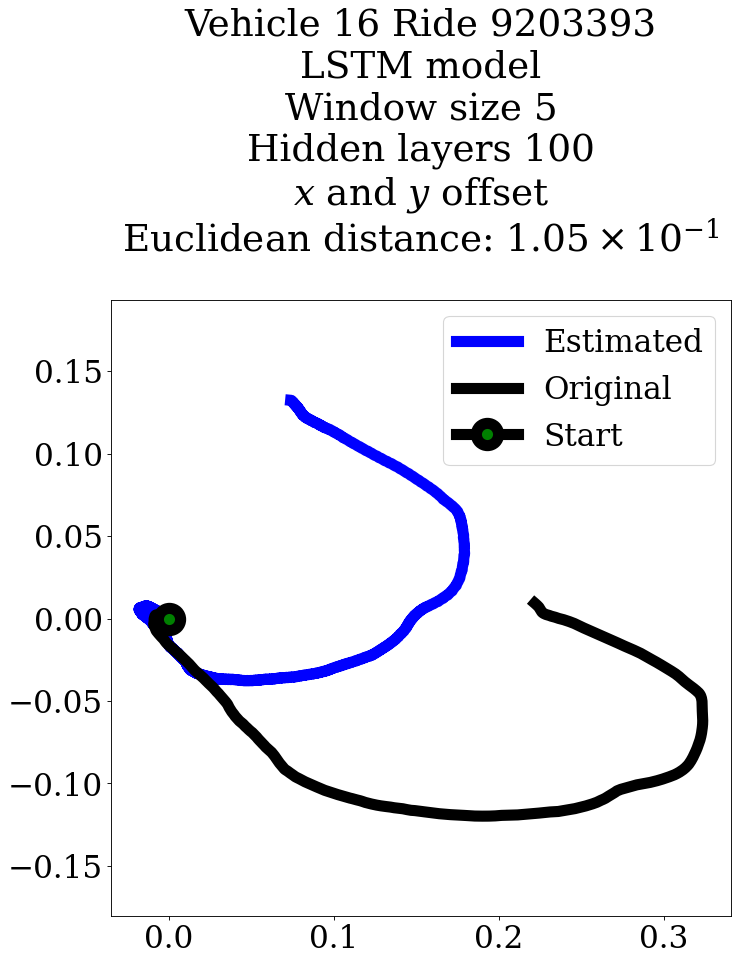 Vehicle 16 Ride 9203393
LSTM model
Window size 5
Hidden layers 100
x and y offset
Euclidean distance: 1.05 × 10⁻¹
Estimated
Original
Start
0.15
0.10
0.05
0.00
−0.05
−0.10
−0.15
0.0 0.1 0.2 0.3